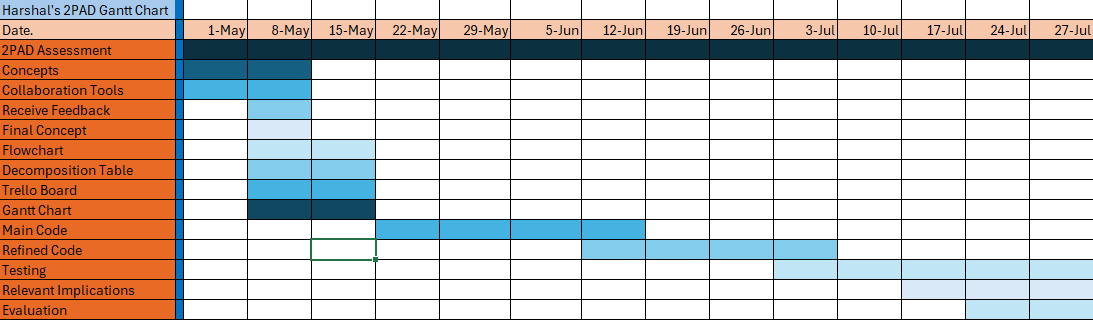 Harshal's 2PAD Gantt Chart
Date. 1-May 8-May 15-May 22-May 29-May 5-Jun 12-Jun 19-Jun 26-Jun 3-Jul 10-Jul 17-Jul 24-Jul 27-Jul
2PAD Assessment
Concepts
Collaboration Tools
Receive Feedback
Final Concept
Flowchart
Decomposition Table
Trello Board
Gantt Chart
Main Code
Refined Code
Testing
Relevant Implications
Evaluation